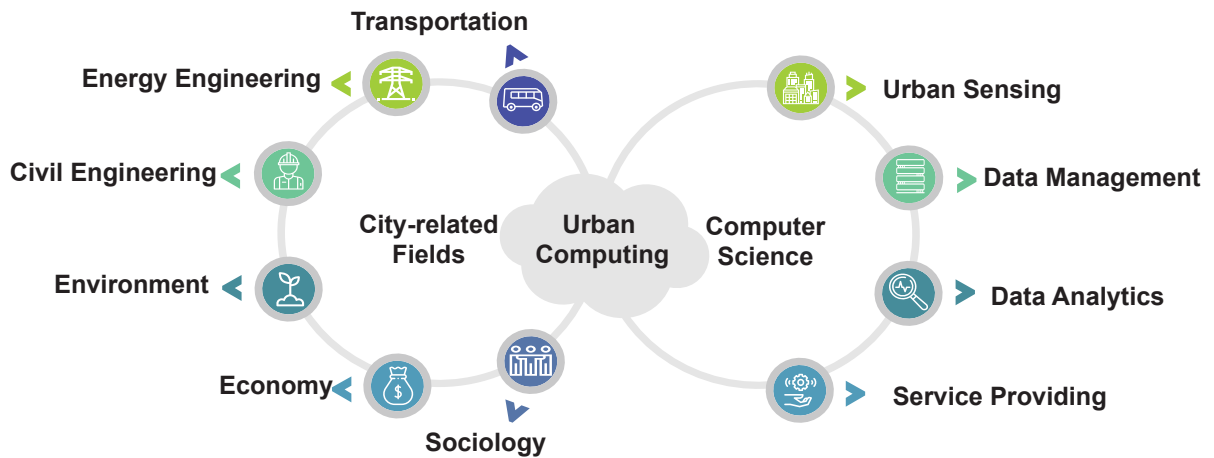 Transportation
Energy Engineering
Civil Engineering
Environment
Economy
Sociology
City-related
Fields
Urban
Computing
Computer
Science
Urban Sensing
Data Management
Data Analytics
Service Providing
$